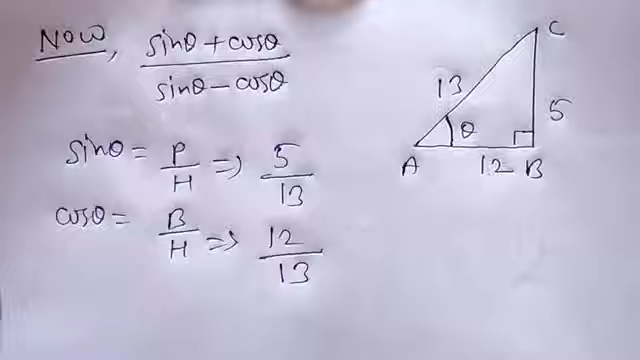 Now, sinθ + cosθ / sinθ - cosθ
sinθ = P/H => 5/13
cosθ = B/H => 12/13
C
13
5
θ
A
12
B